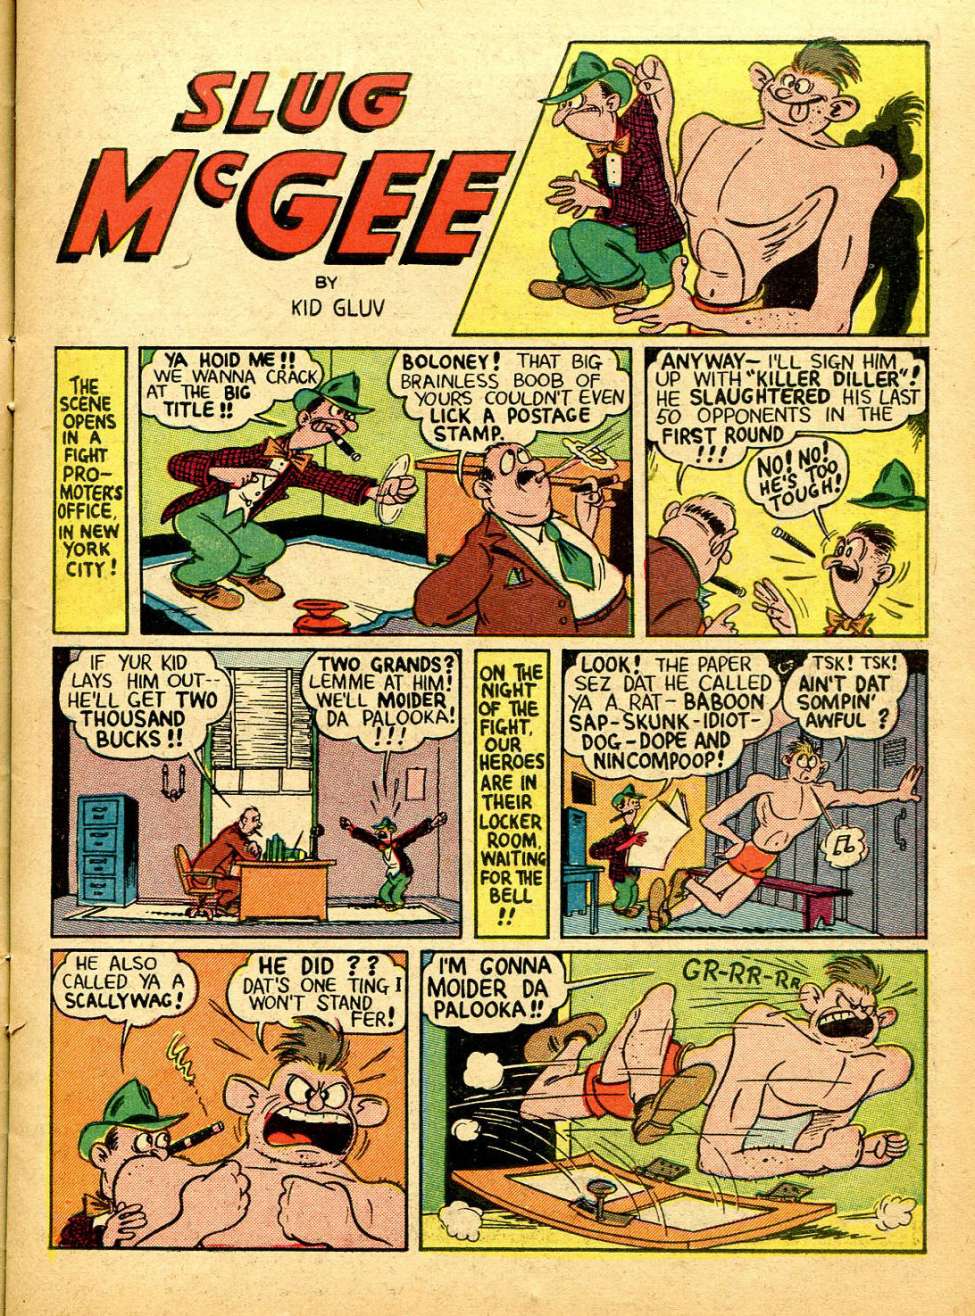 SLUG
McGEE
BY
KID GLUV
THE
SCENE
OPENS
IN A
FIGHT
PRO-
MOTER'S
OFFICE,
IN NEW
YORK
CITY!
YA HOID ME!!
WE WANNA CRACK
AT THE BIG
TITLE!!
BOLONEY! THAT BIG
BRAINLESS BOOB OF
YOURS COULDN'T EVEN
LICK A POSTAGE
STAMP.
ANYWAY- I'LL SIGN HIM
UP WITH "KILLER DILLER"!
HE SLAUGHTERED HIS LAST
50 OPPONENTS IN THE
FIRST ROUND
!!!
NO! NO!
HE'S TOO
TOUGH!
IF YUR KID
LAYS HIM OUT--
HE'LL GET TWO
THOUSAND
BUCKS!!
TWO GRANDS?
LEMME AT HIM!
WE'LL MOIDER
DA PALOOKA!
!!!
ON THE
NIGHT
OF THE
FIGHT,
OUR
HEROES
ARE IN
THEIR
LOCKER
ROOM,
WAITING
FOR THE
BELL
!!
LOOK! THE PAPER
SEZ DAT HE CALLED
YA A RAT-BABOON
SAP-SKUNK-IDIOT-
DOG-DOPE AND
NINCOMPOOP!
TSK! TSK!
AIN'T DAT
SOMPIN'
AWFUL?
HE ALSO
CALLED YA A
SCALLYWAG!
HE DID??
DAT'S ONE TING I
WON'T STAND
FER!
I'M GONNA
MOIDER DA
PALOOKA!!
GR-RR-RR